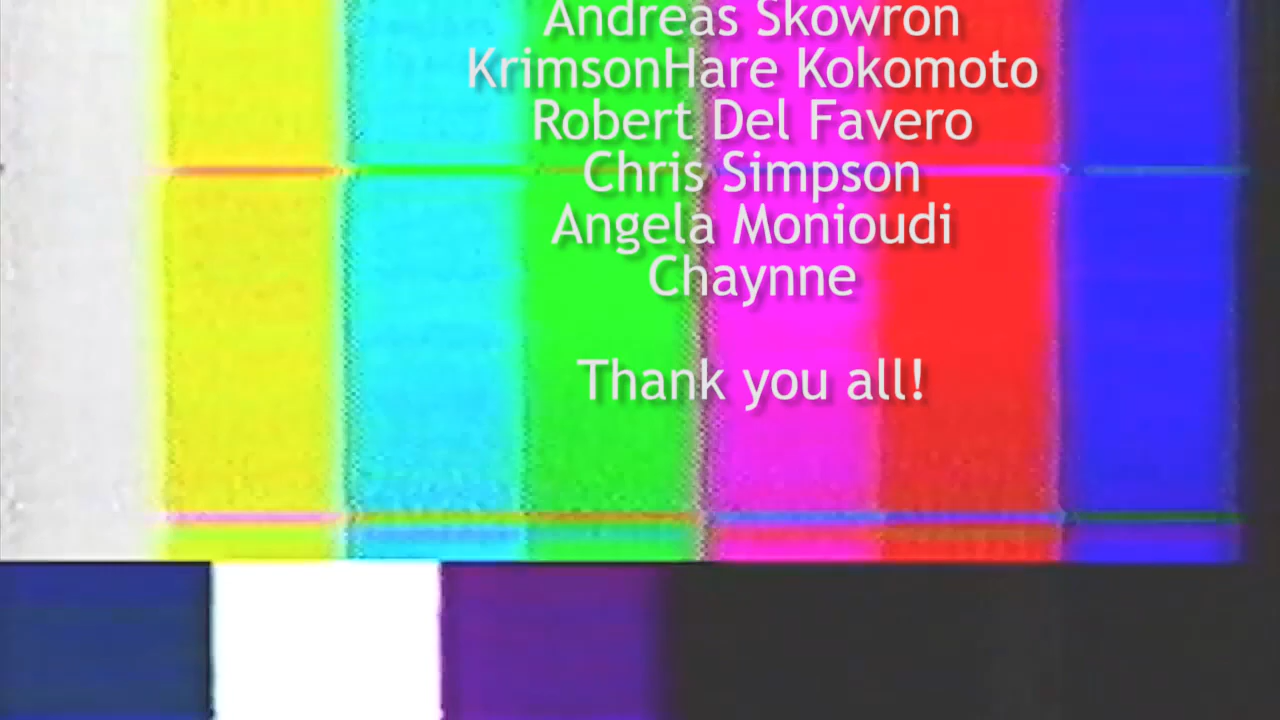 Andreas Skowron
KrimsonHare Kokomoto
Robert Del Favero
Chris Simpson
Angela Monioudi
Chaynne
Thank you all!